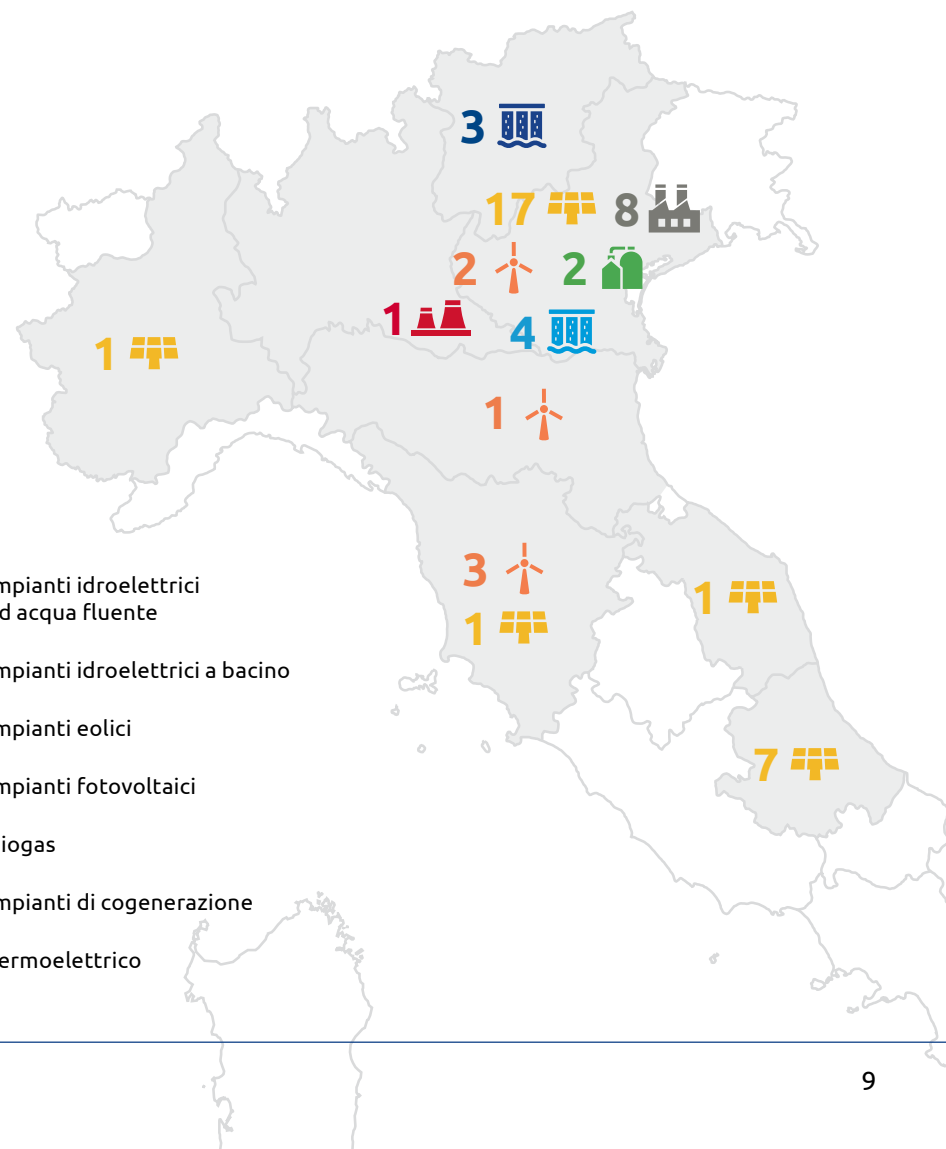 3
17
8
2
2
1
4
1
1
3
1
1
7
mpianti idroelettrici
d acqua fluente
mpianti idroelettrici a bacino
mpianti eolici
mpianti fotovoltaici
iogas
mpianti di cogenerazione
ermoelettrico
9